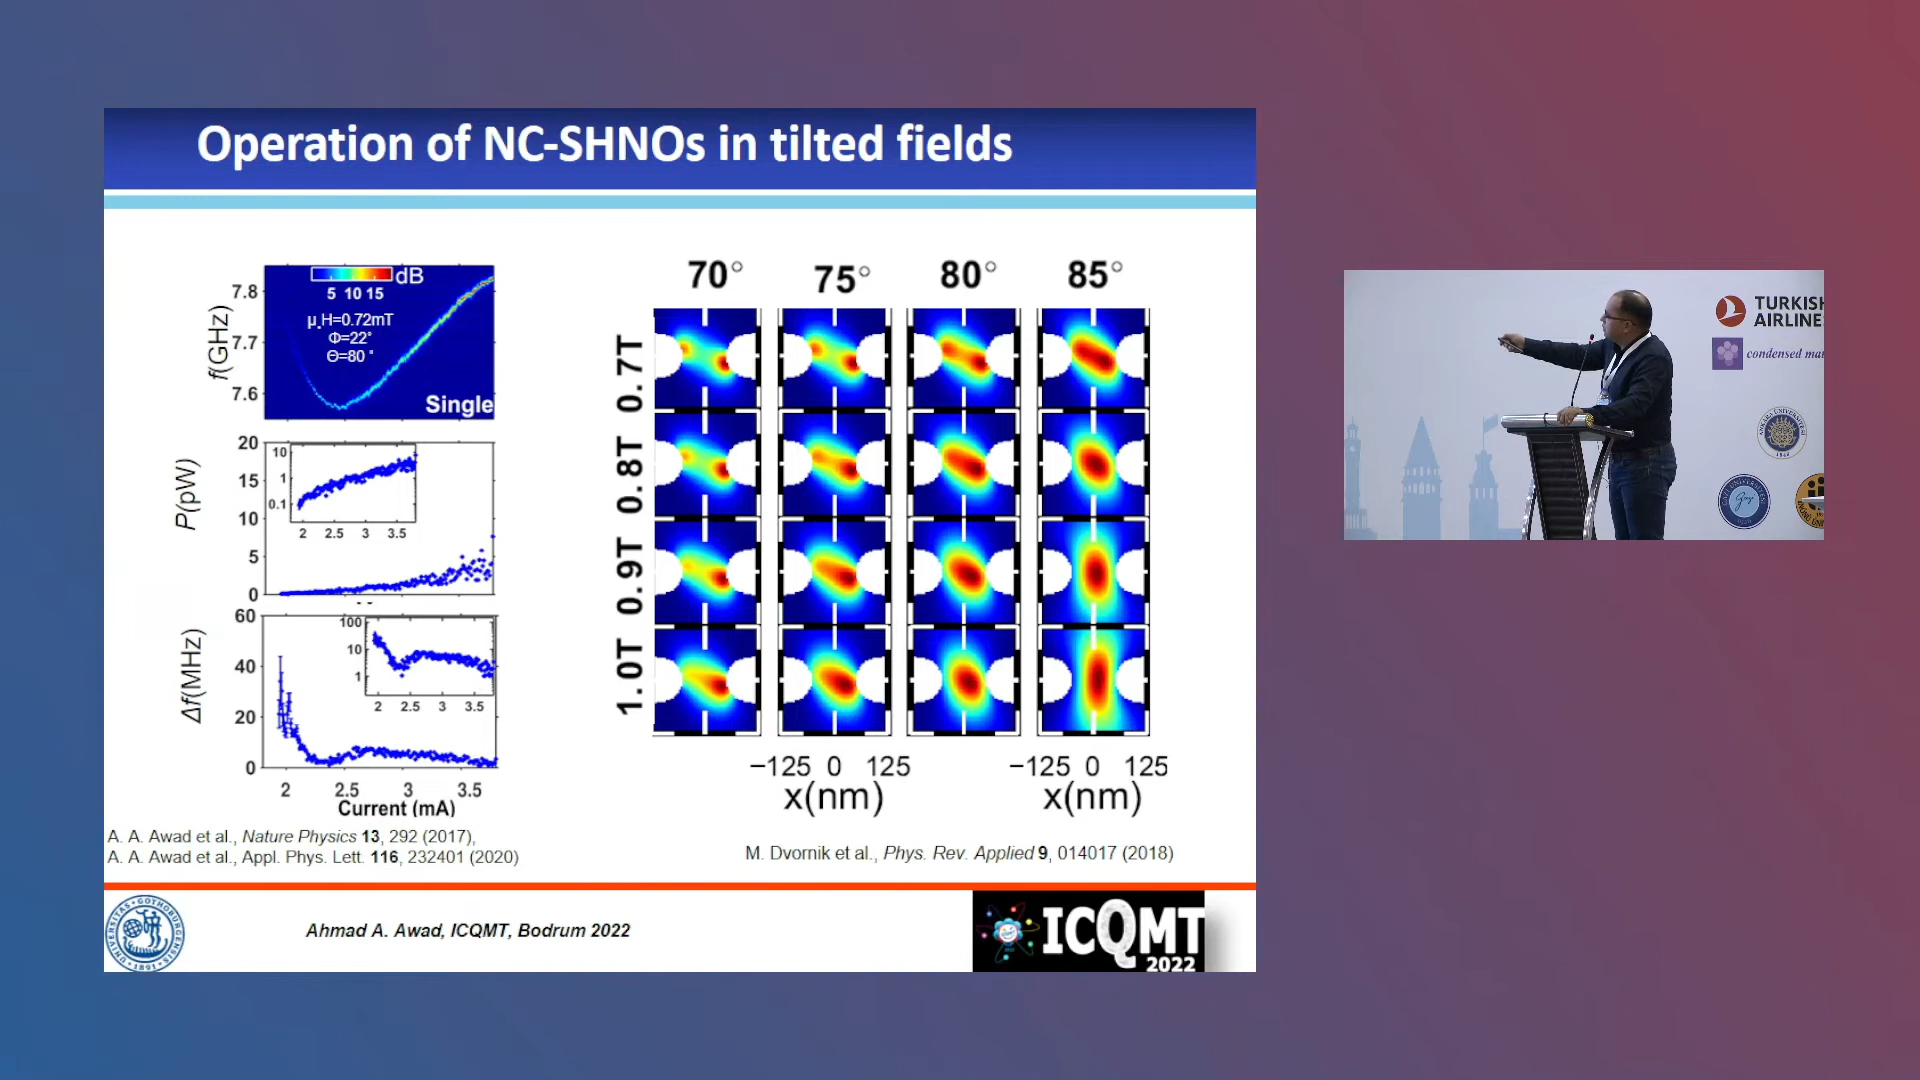 Operation of NC-SHNOs in tilted fields
dB
5 10 15
μ∘H=0.72mT
Φ=22°
Θ=80 °
Single
f(GHz)
7.8
7.7
7.6
P(pW)
20
15
10
5
0
10
1
0.1
2 2.5 3 3.5
Δf(MHz)
60
40
20
0
100
10
1
2 2.5 3 3.5
2 2.5 3 3.5
Current (mA)
70° 75° 80° 85°
0.7T
0.8T
0.9T
1.0T
−125 0 125 −125 0 125
x(nm) x(nm)
A. A. Awad et al., Nature Physics 13, 292 (2017),
A. A. Awad et al., Appl. Phys. Lett. 116, 232401 (2020)
M. Dvornik et al., Phys. Rev. Applied 9, 014017 (2018)
Ahmad A. Awad, ICQMT, Bodrum 2022
ICQMT
2022
TURKISH
AIRLINE
condensed mat